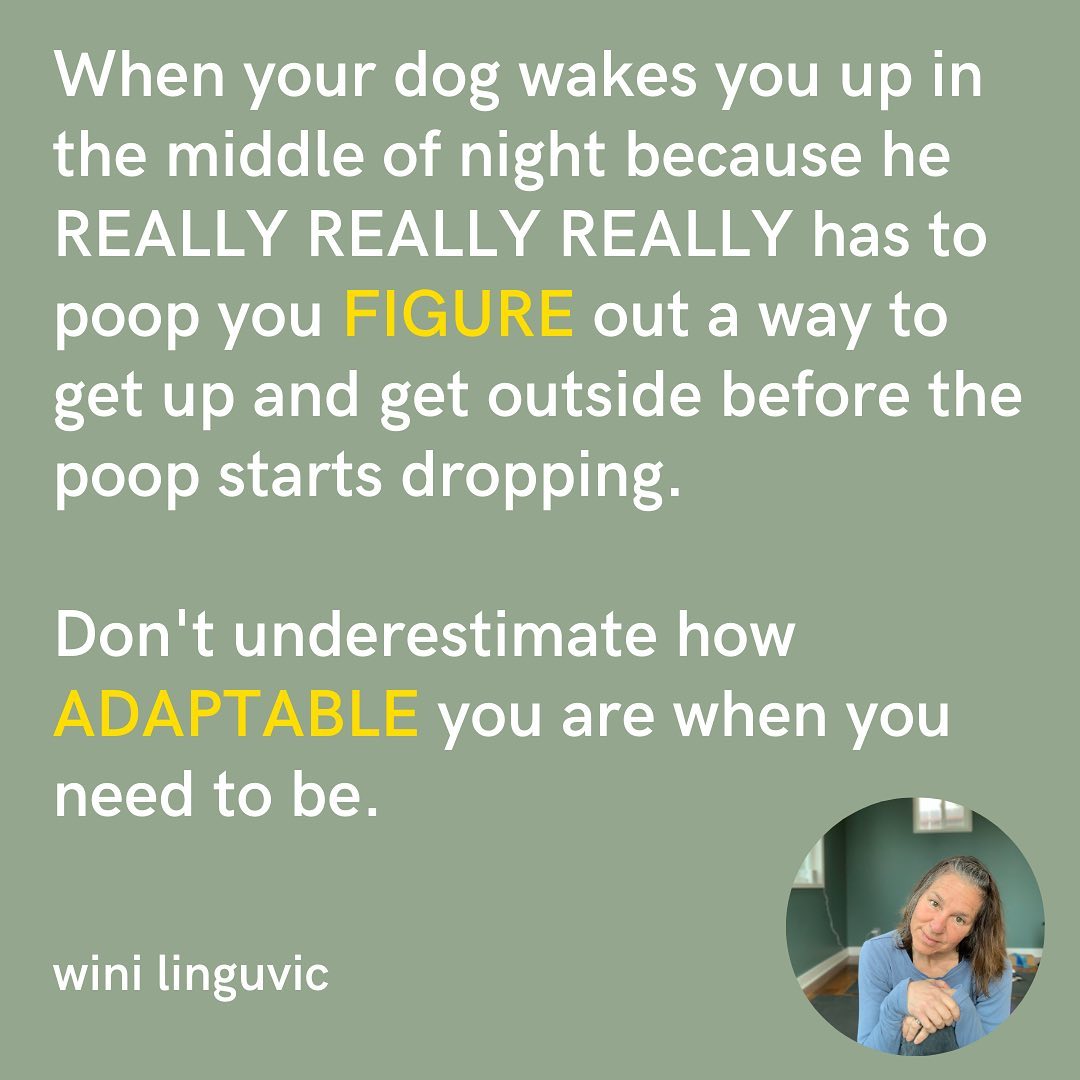 When your dog wakes you up in
the middle of night because he
REALLY REALLY REALLY has to
poop you FIGURE out a way to
get up and get outside before the
poop starts dropping.
Don't underestimate how
ADAPTABLE you are when you
need to be.
wini linguvic